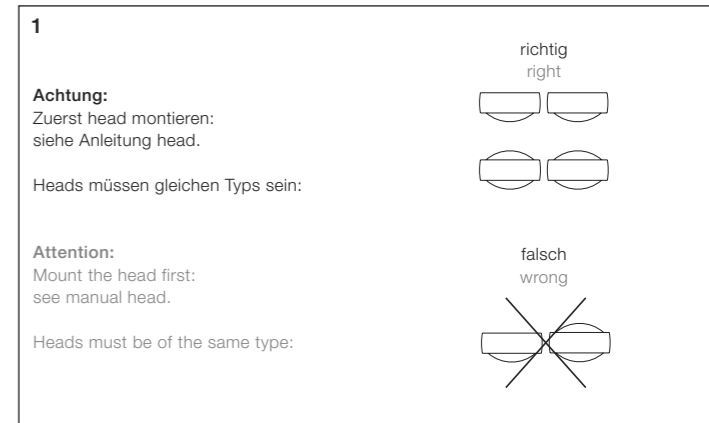 1
richtig
right
Achtung:
Zuerst head montieren:
siehe Anleitung head.
Heads müssen gleichen Typs sein:
Attention:
Mount the head first:
see manual head.
Heads must be of the same type:
falsch
wrong